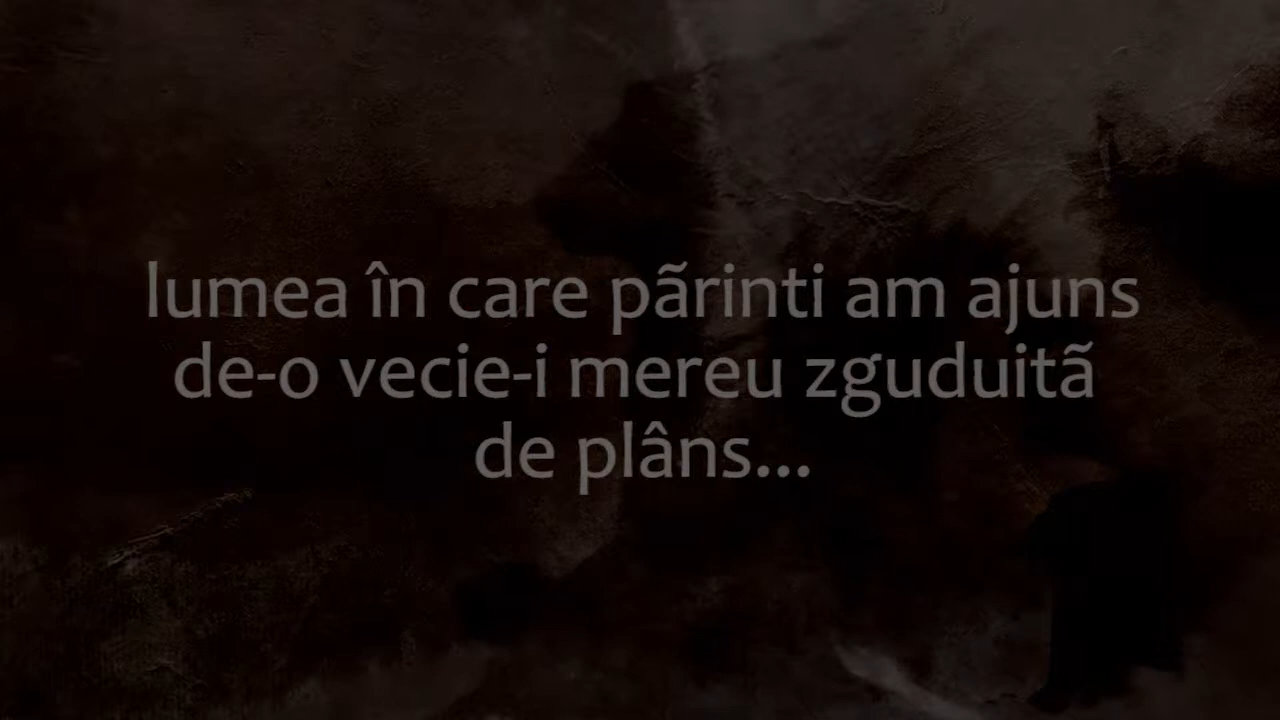 lumea în care pãrinti am ajuns
de-o vecie-i mereu zguduitã
de plâns...